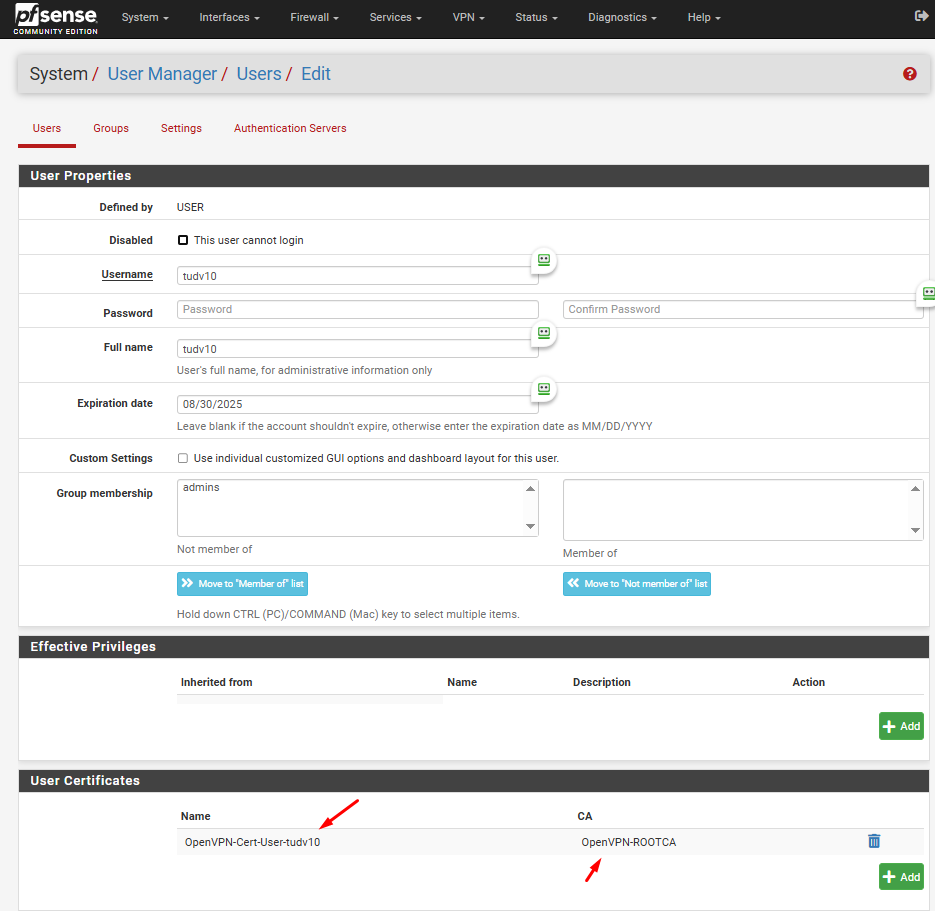 pfsense
COMMUNITY EDITION
System Interfaces Firewall Services VPN Status Diagnostics Help
System / User Manager / Users / Edit
?
Users Groups Settings Authentication Servers
User Properties
Defined by USER
Disabled This user cannot login
Username tudv10
Password Password Confirm Password
Full name tudv10
User's full name, for administrative information only
Expiration date 08/30/2025
Leave blank if the account shouldn't expire, otherwise enter the expiration date as MM/DD/YYYY
Custom Settings Use individual customized GUI options and dashboard layout for this user.
Group membership admins
Not member of Member of
Move to "Member of" list Move to "Not member of" list
Hold down CTRL (PC)/COMMAND (Mac) key to select multiple items.
Effective Privileges
Inherited from Name Description Action
Add
User Certificates
Name CA
OpenVPN-Cert-User-tudv10 OpenVPN-ROOTCA
Add